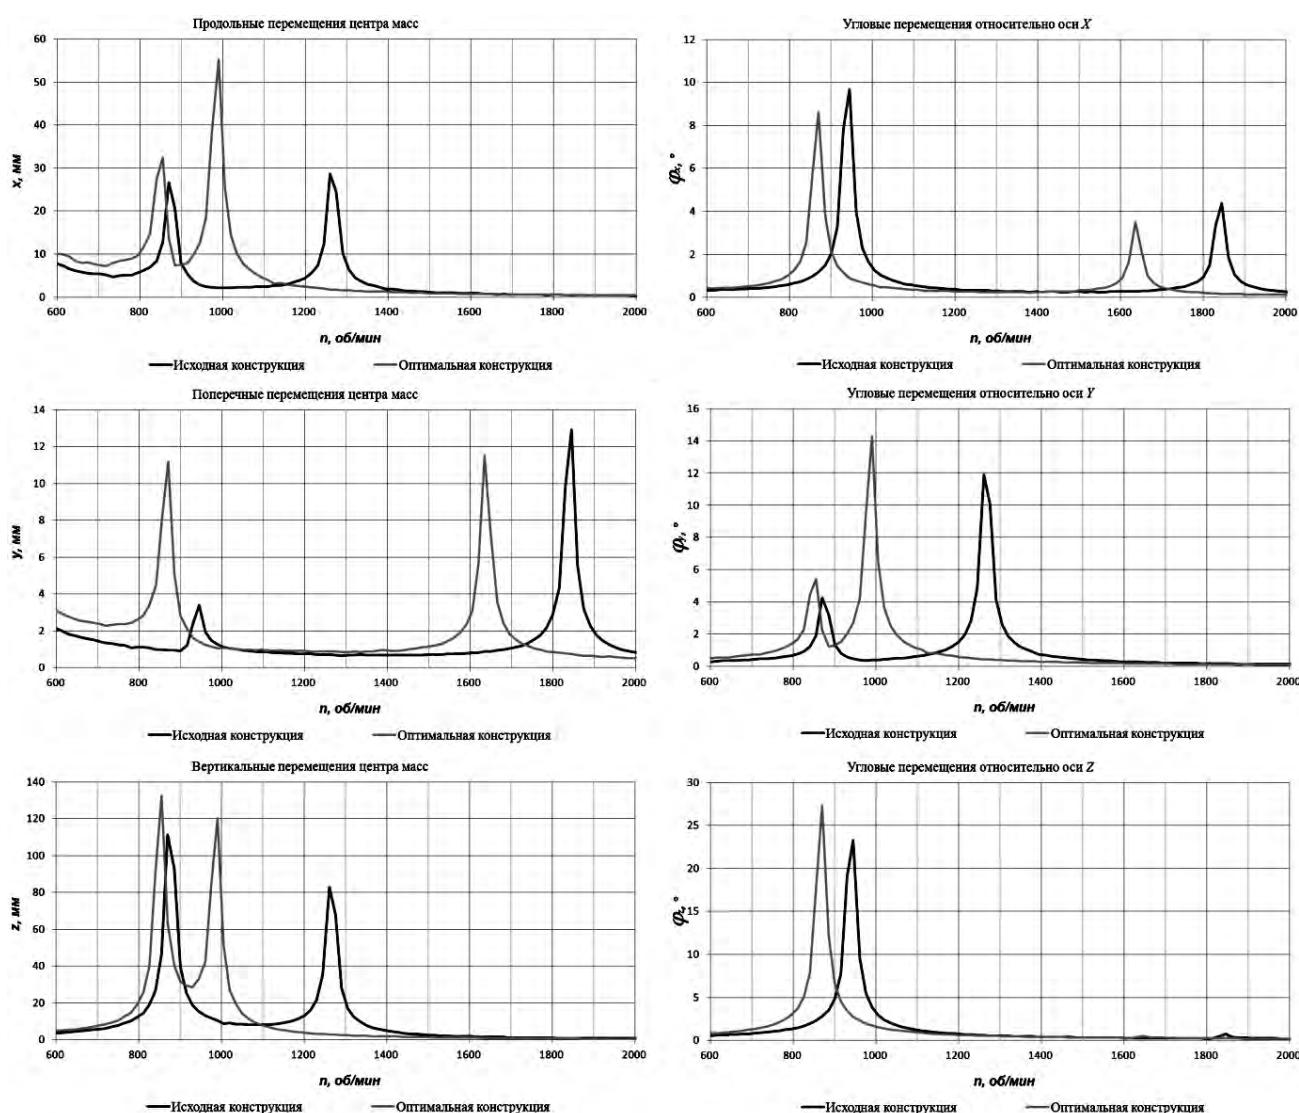 Продольные перемещения центра масс
60
50
40
30
20
10
0
x, мм
600 800 1000 1200 1400 1600 1800 2000
n, об/мин
Исходная конструкция Оптимальная конструкция
Угловые перемещения относительно оси X
12
10
8
6
4
2
0
φx, °
600 800 1000 1200 1400 1600 1800 2000
n, об/мин
Исходная конструкция Оптимальная конструкция
Поперечные перемещения центра масс
14
12
10
8
6
4
2
0
y, мм
600 800 1000 1200 1400 1600 1800 2000
n, об/мин
Исходная конструкция Оптимальная конструкция
Угловые перемещения относительно оси Y
16
14
12
10
8
6
4
2
0
φy, °
600 800 1000 1200 1400 1600 1800 2000
n, об/мин
Исходная конструкция Оптимальная конструкция
Вертикальные перемещения центра масс
140
120
100
80
60
40
20
0
z, мм
600 800 1000 1200 1400 1600 1800 2000
n, об/мин
Исходная конструкция Оптимальная конструкция
Угловые перемещения относительно оси Z
30
25
20
15
10
5
0
φz, °
600 800 1000 1200 1400 1600 1800 2000
n, об/мин
Исходная конструкция Оптимальная конструкция